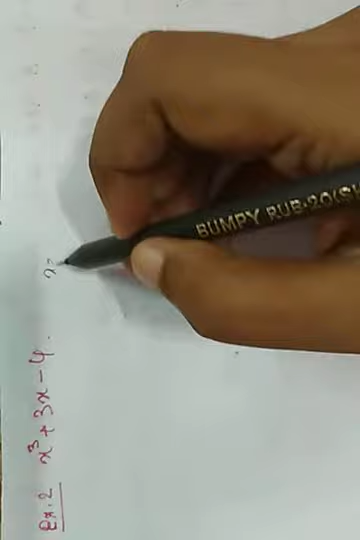 Ex:2 x³ + 3x - 4.
x
BUMPY RUB-20(S)